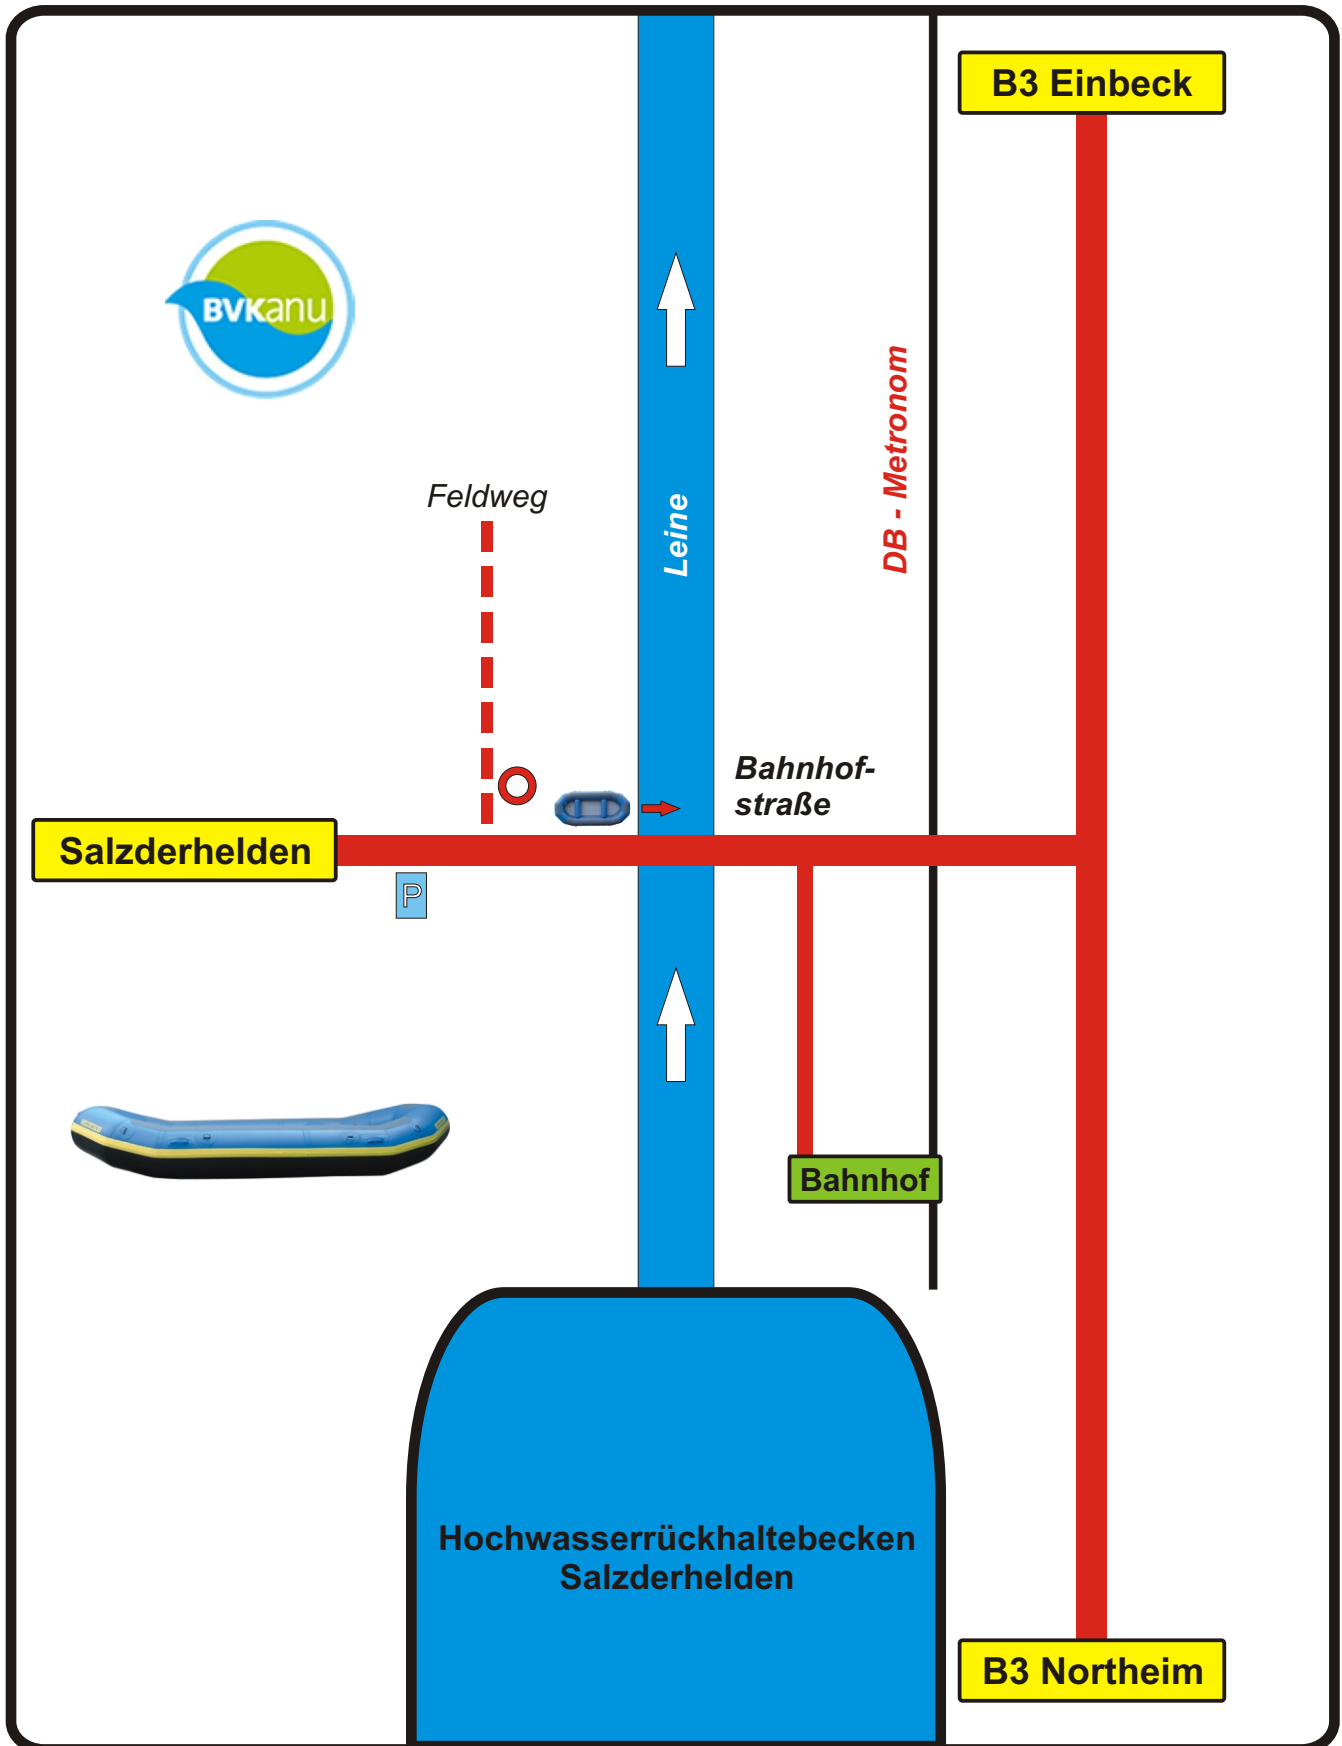 B3 Einbeck
BVKanu
DB - Metronom
Feldweg
Leine
Bahnhof-
straße
Salzderhelden
P
Bahnhof
Hochwasserrückhaltebecken
Salzderhelden
B3 Northeim